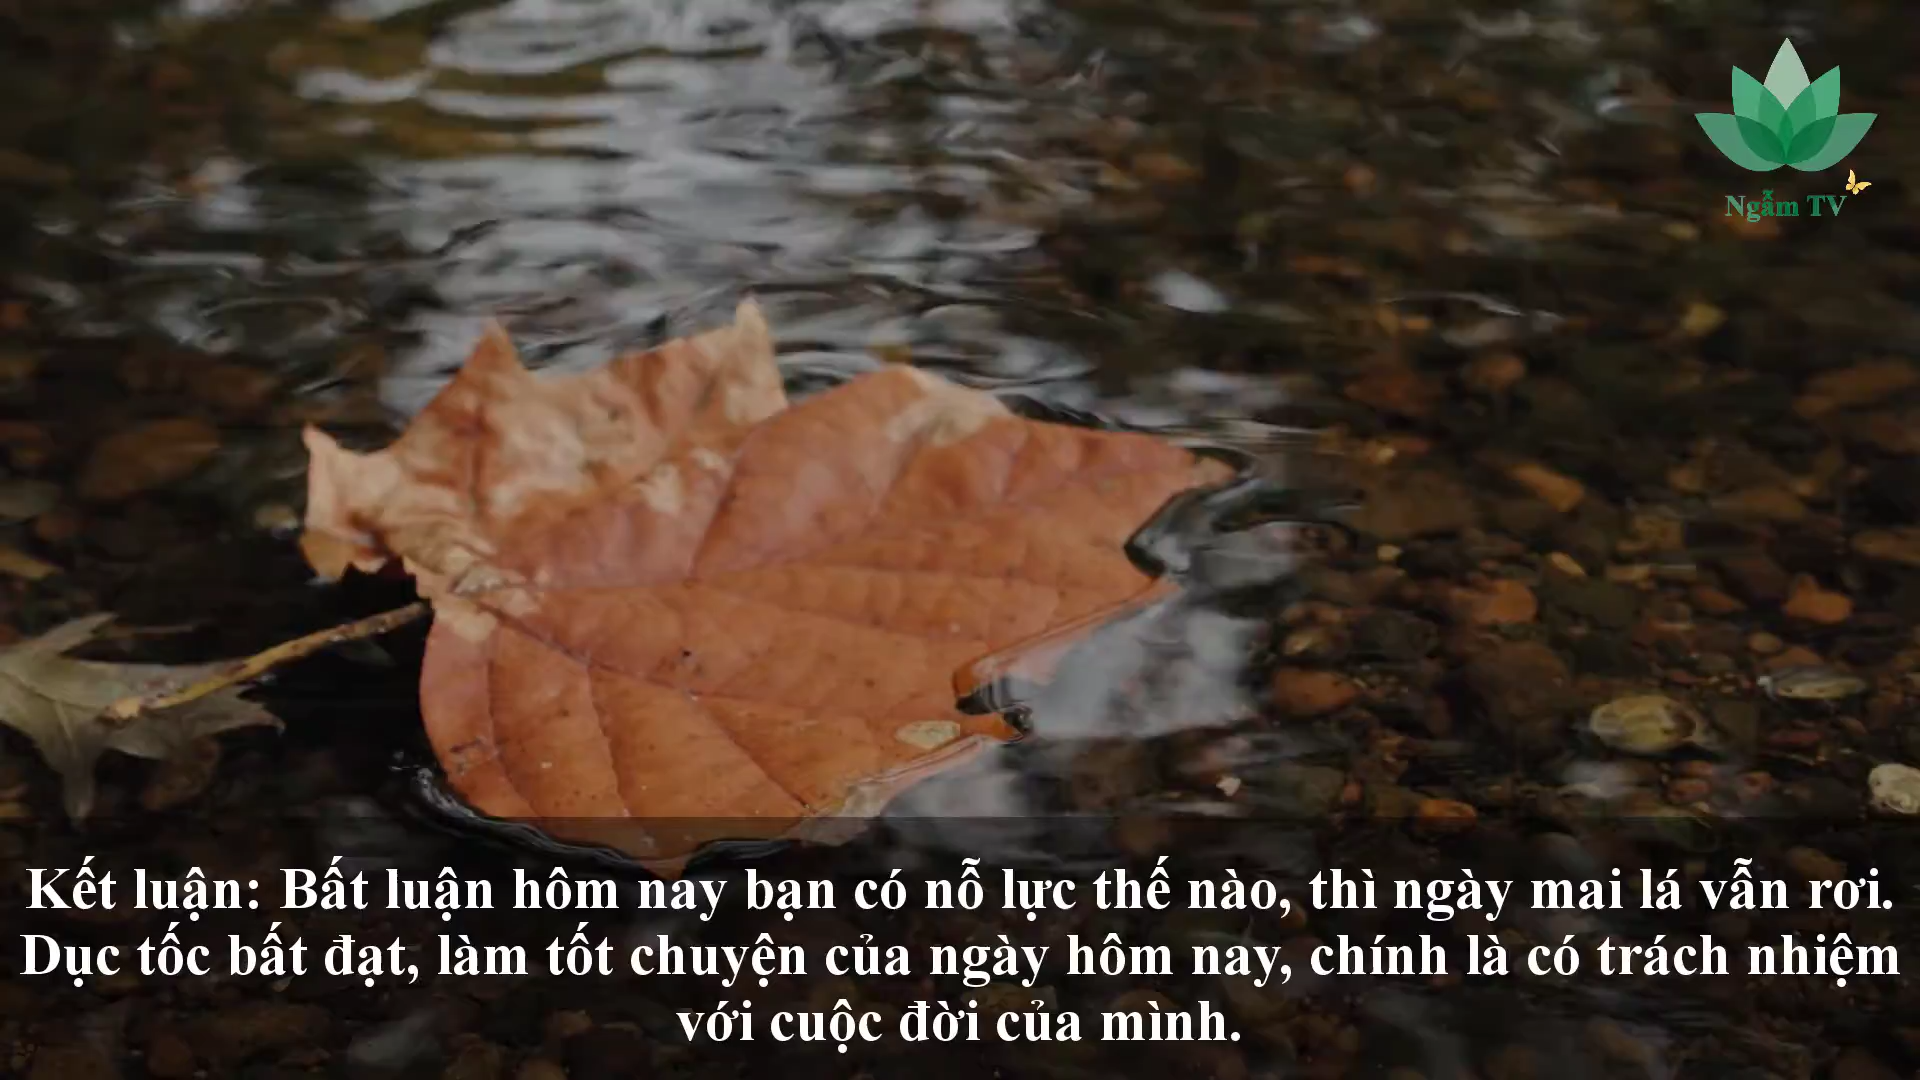 Ngẫm TV
Kết luận: Bất luận hôm nay bạn có nỗ lực thế nào, thì ngày mai lá vẫn rơi.
Dục tốc bất đạt, làm tốt chuyện của ngày hôm nay, chính là có trách nhiệm
với cuộc đời của mình.